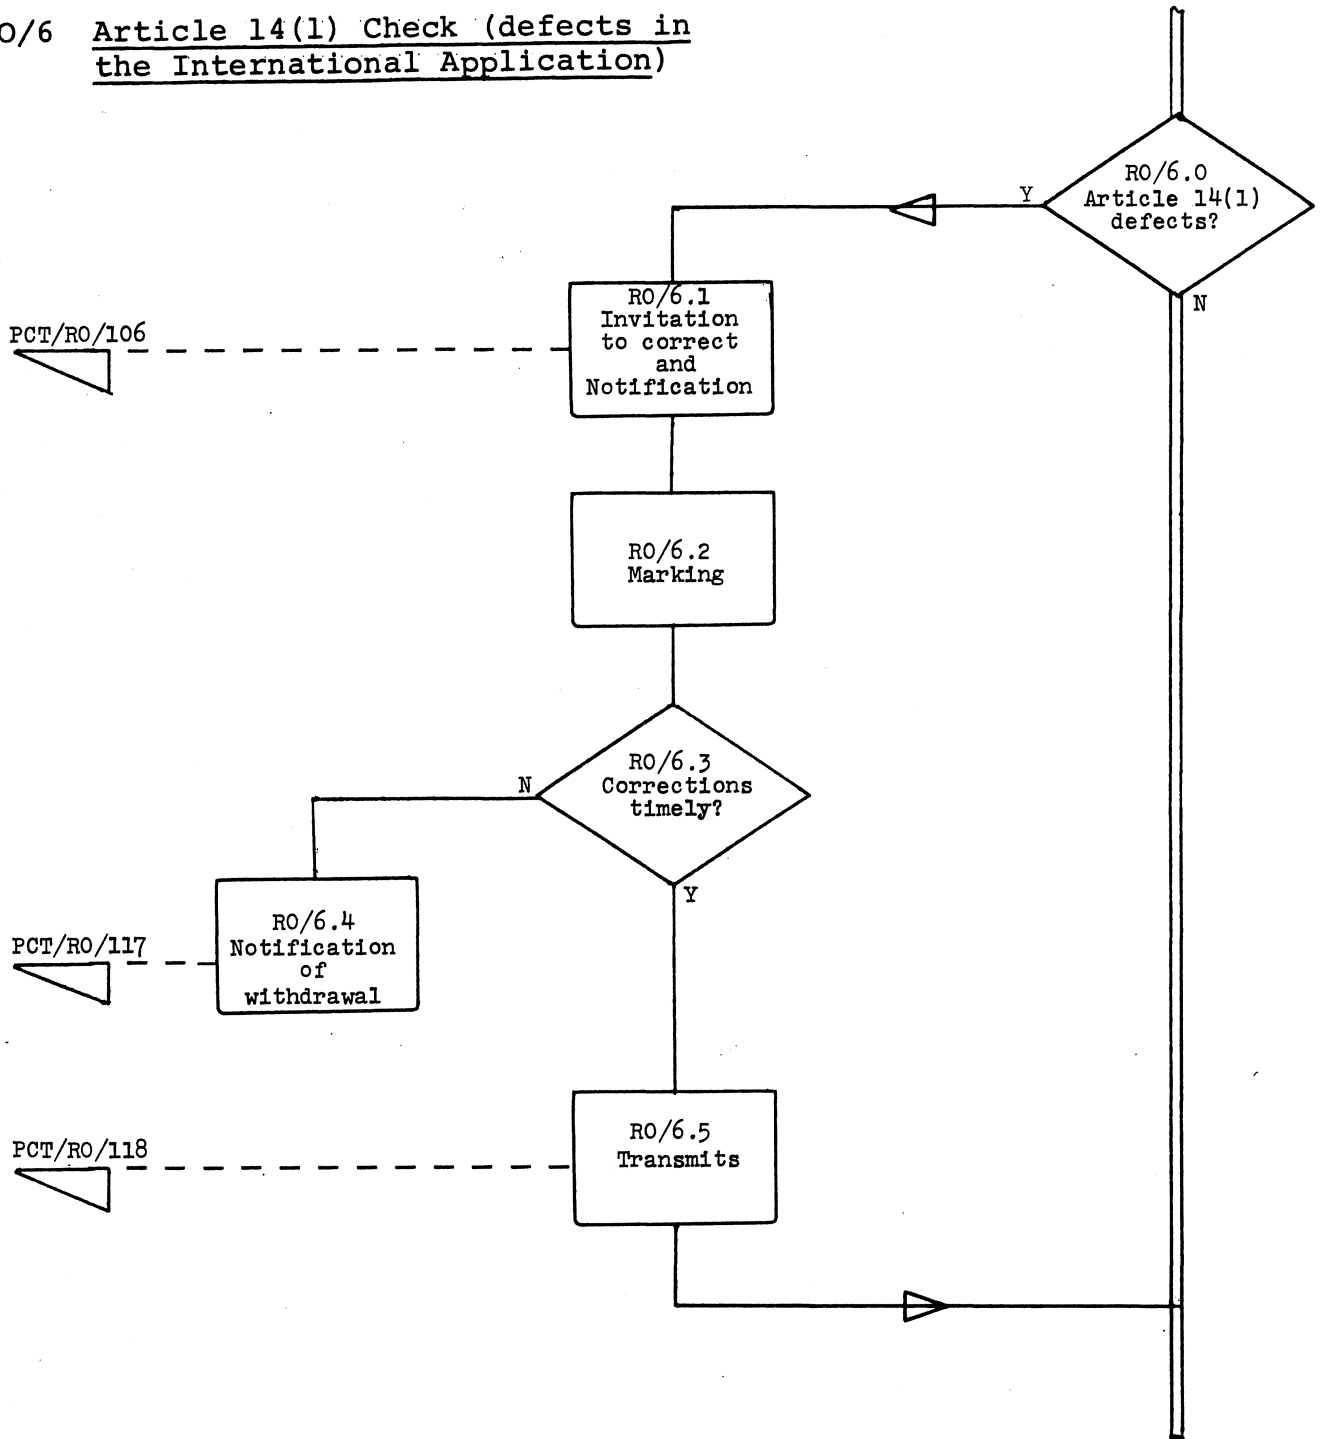 O/6 Article 14(1) Check (defects in
the International Application)
RO/6.0
Article 14(1)
defects?
Y
N
RO/6.1
Invitation
to correct
and
Notification
PCT/RO/106
RO/6.2
Marking
RO/6.3
Corrections
timely?
N
Y
RO/6.4
Notification
of
withdrawal
PCT/RO/117
RO/6.5
Transmits
PCT/RO/118